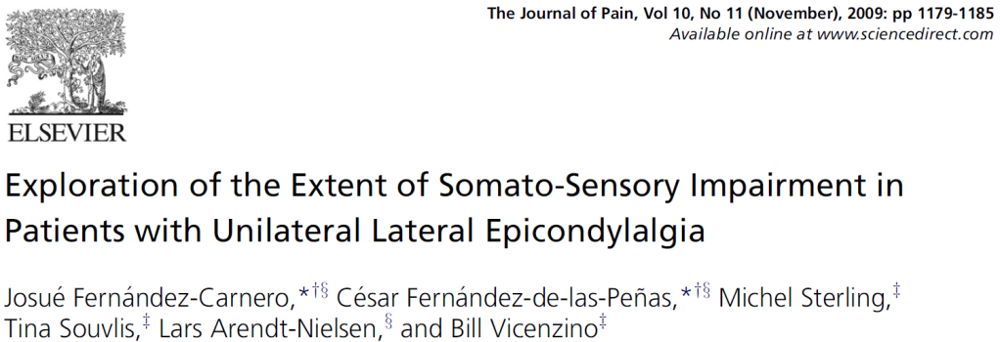 The Journal of Pain, Vol 10, No 11 (November), 2009: pp 1179-1185
Available online at www.sciencedirect.com
ELSEVIER
Exploration of the Extent of Somato-Sensory Impairment in
Patients with Unilateral Lateral Epicondylalgia
Josué Fernández-Carnero,*†§ César Fernández-de-las-Peñas,*†§ Michel Sterling,‡
Tina Souvlis,‡ Lars Arendt-Nielsen,§ and Bill Vicenzino‡